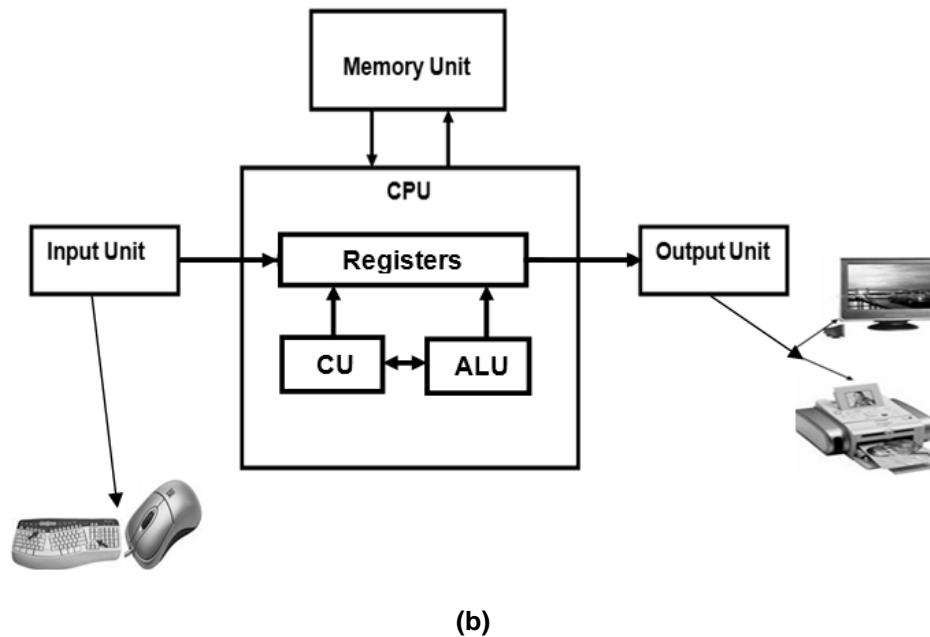 Memory Unit
CPU
Input Unit
Registers
Output Unit
CU
ALU
(b)